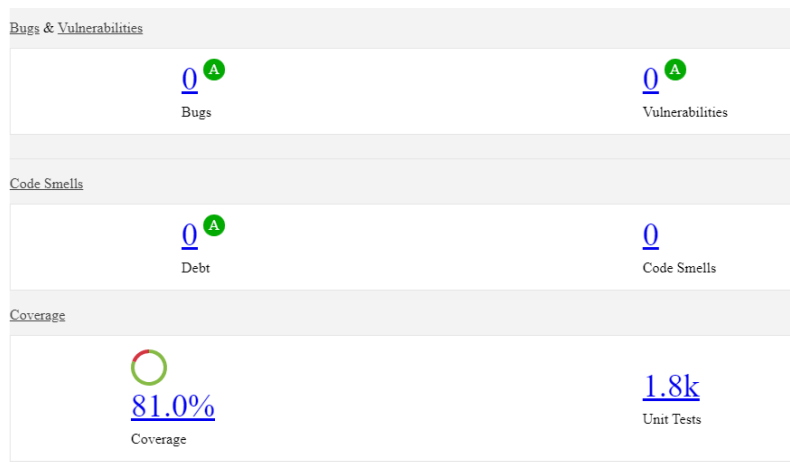 Bugs & Vulnerabilities
0 A 0 A
Bugs Vulnerabilities
Code Smells
0 A 0
Debt Code Smells
Coverage
81.0% 1.8k
Coverage Unit Tests